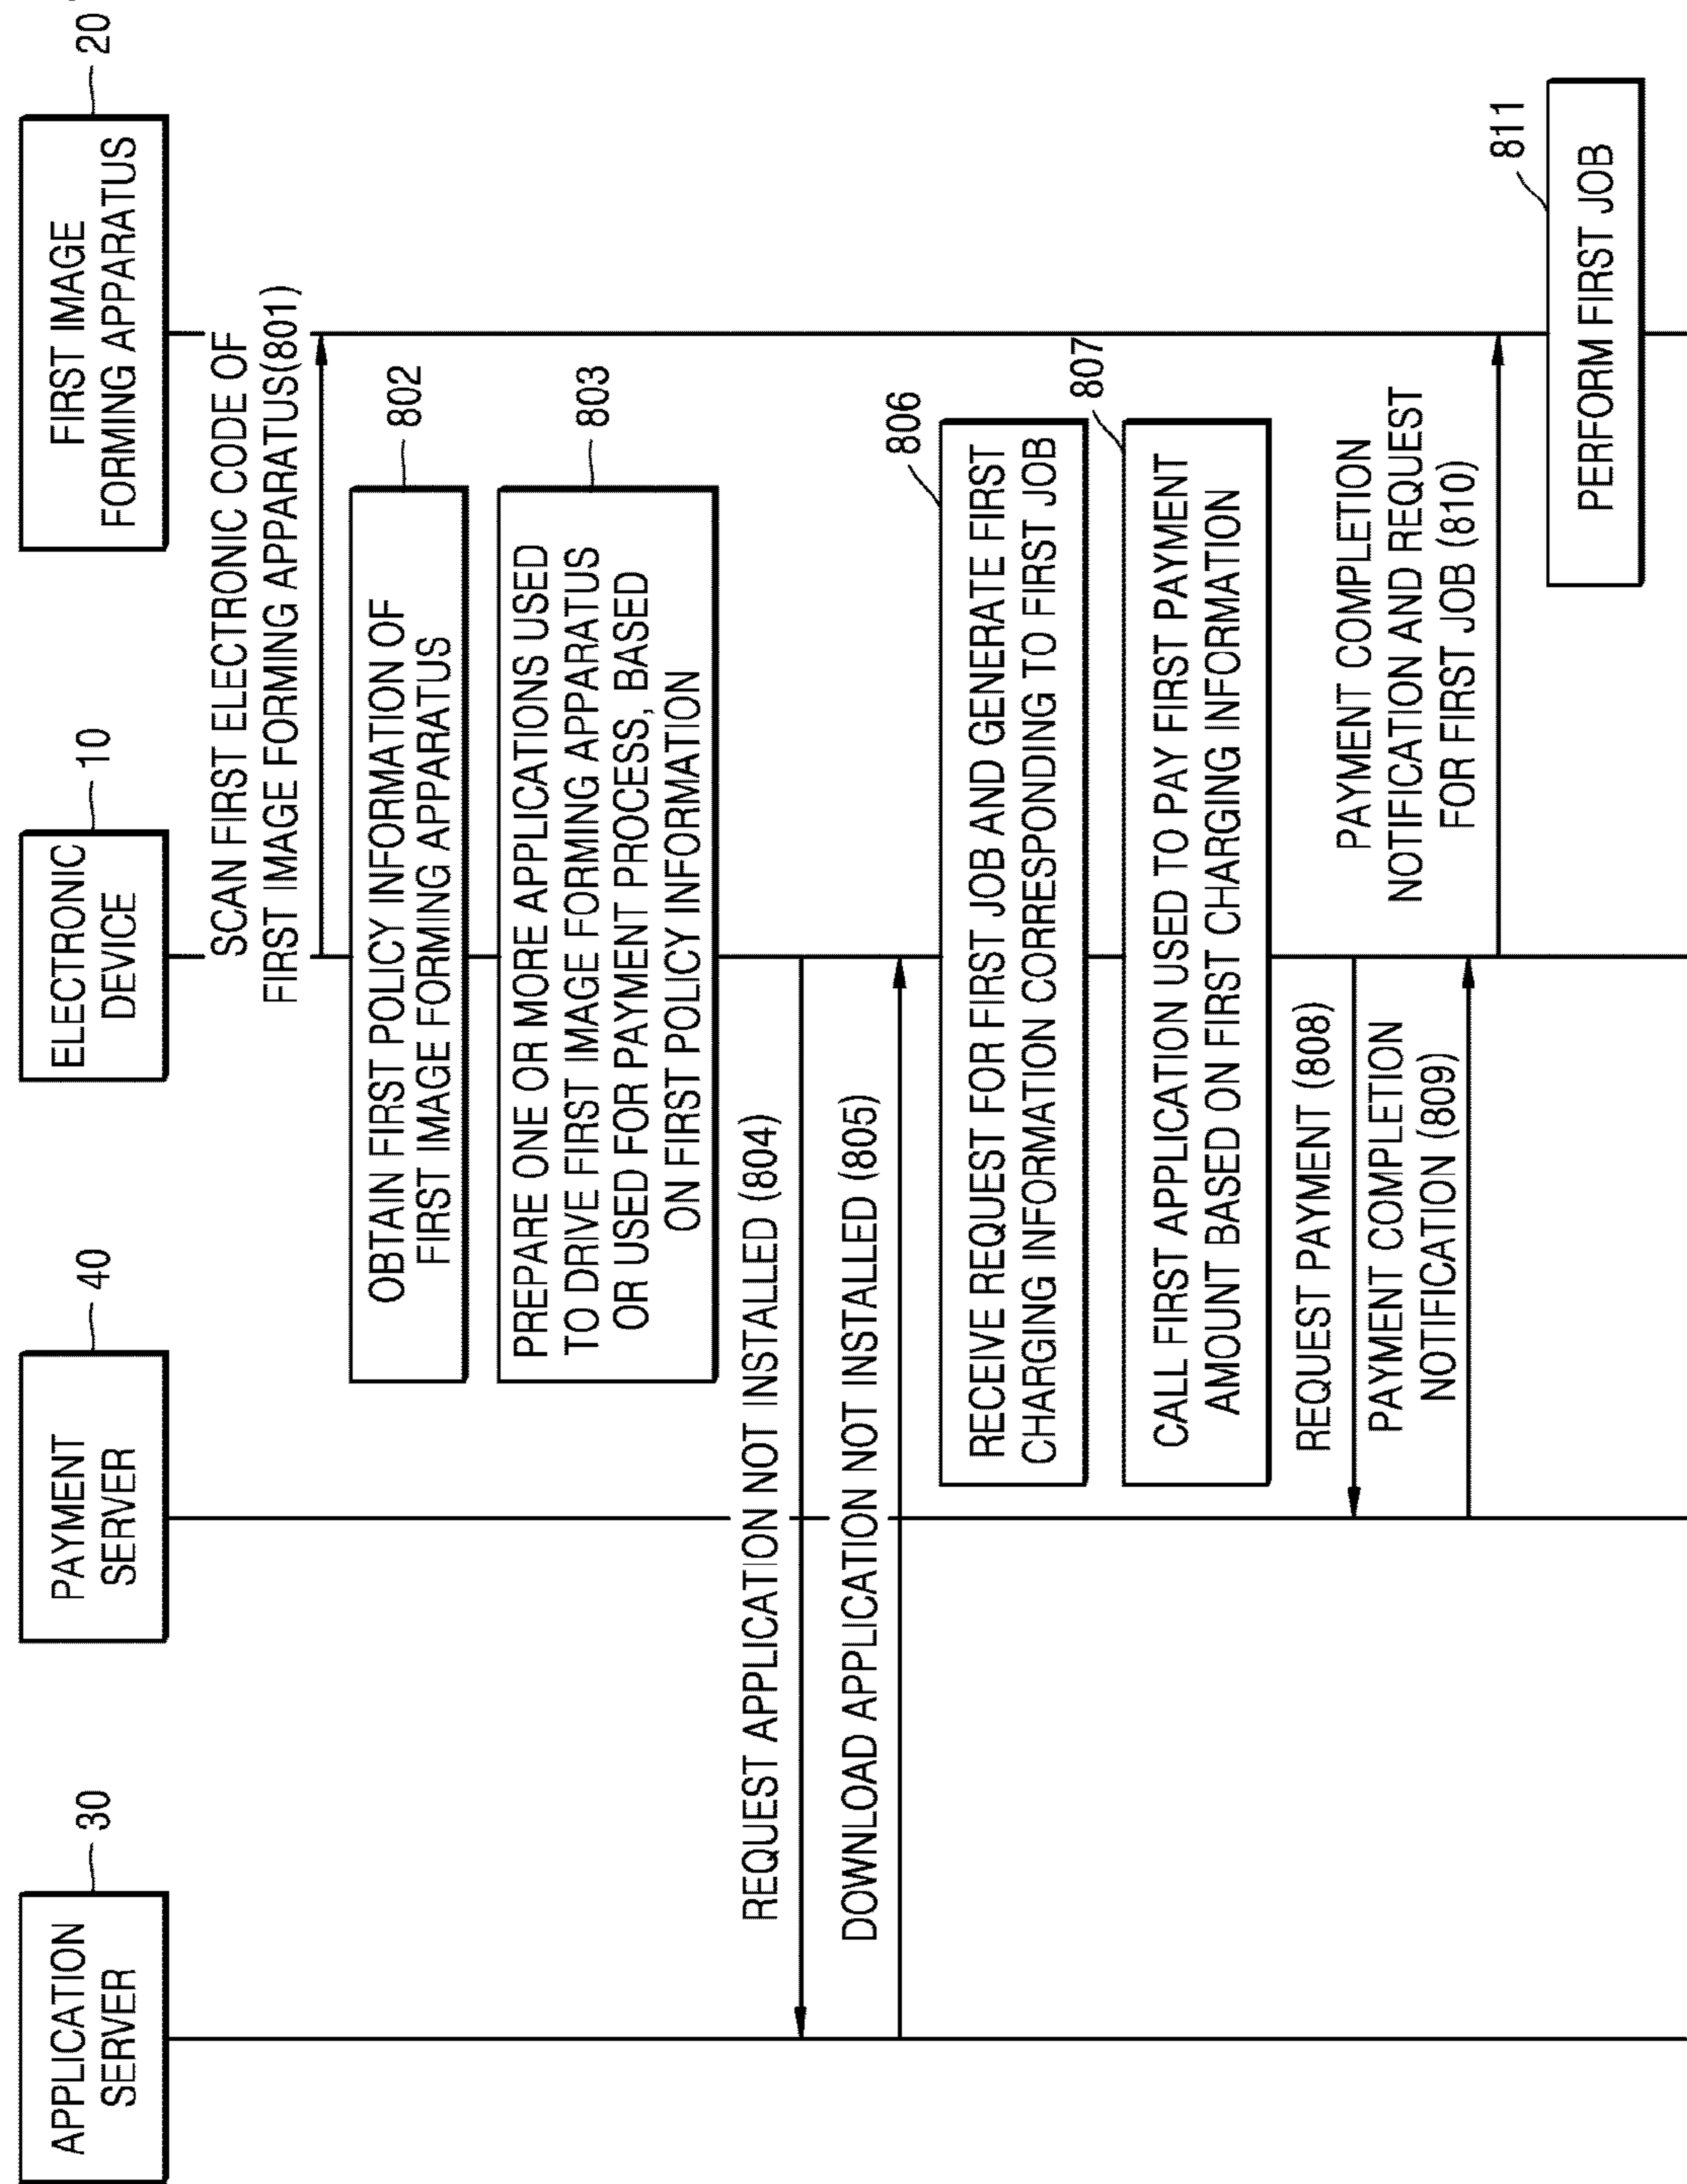 APPLICATION
SERVER
30
PAYMENT
SERVER
40
ELECTRONIC
DEVICE
10
FIRST IMAGE
FORMING APPARATUS
20
SCAN FIRST ELECTRONIC CODE OF
FIRST IMAGE FORMING APPARATUS(801)
OBTAIN FIRST POLICY INFORMATION OF
FIRST IMAGE FORMING APPARATUS
802
PREPARE ONE OR MORE APPLICATIONS USED
TO DRIVE FIRST IMAGE FORMING APPARATUS
OR USED FOR PAYMENT PROCESS, BASED
ON FIRST POLICY INFORMATION
803
REQUEST APPLICATION NOT INSTALLED (804)
DOWNLOAD APPLICATION NOT INSTALLED (805)
RECEIVE REQUEST FOR FIRST JOB AND GENERATE FIRST
CHARGING INFORMATION CORRESPONDING TO FIRST JOB
806
CALL FIRST APPLICATION USED TO PAY FIRST PAYMENT
AMOUNT BASED ON FIRST CHARGING INFORMATION
807
REQUEST PAYMENT (808)
PAYMENT COMPLETION
NOTIFICATION (809)
PAYMENT COMPLETION
NOTIFICATION AND REQUEST
FOR FIRST JOB (810)
PERFORM FIRST JOB
811